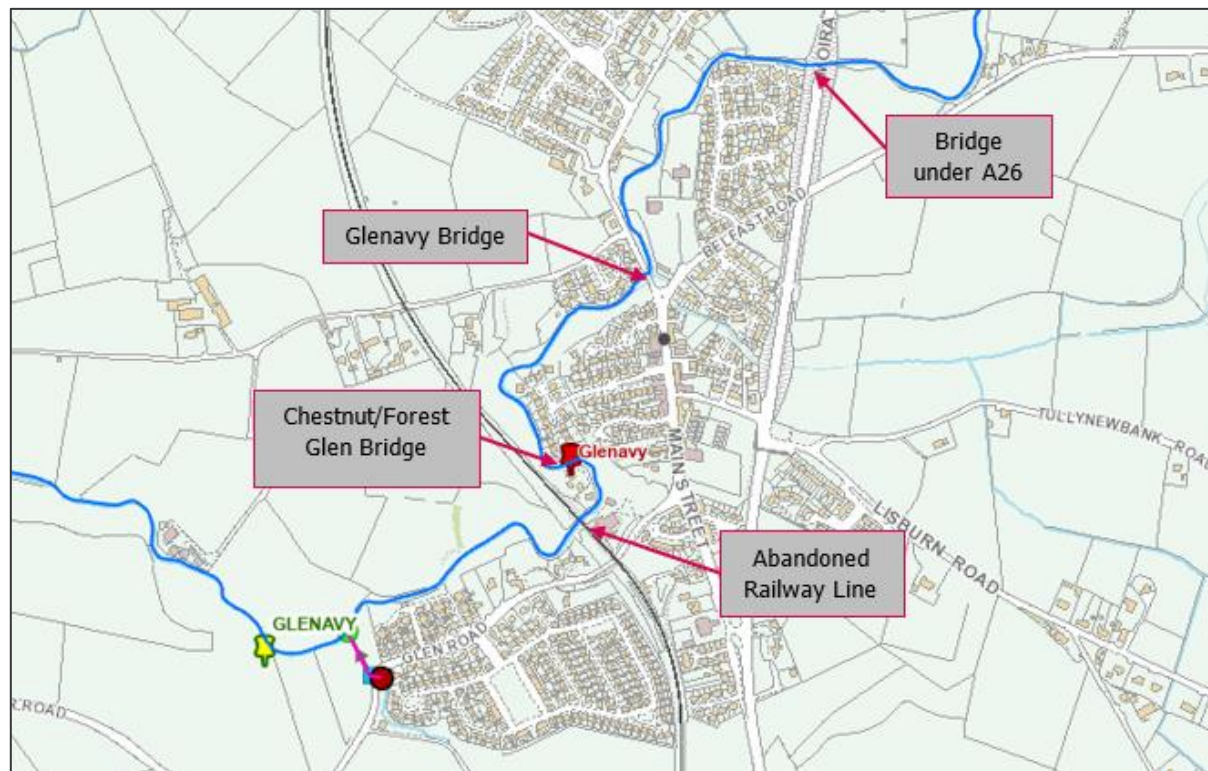 OIRA
Bridge
under A26
Glenavy Bridge
BELFAST ROAD
Chestnut/Forest
Glen Bridge
Glenavy
MAIN STREET
TULLYNEWBANK ROAD
LISBURN ROAD
Abandoned
Railway Line
GLENAVY
GLEN ROAD
ROAD